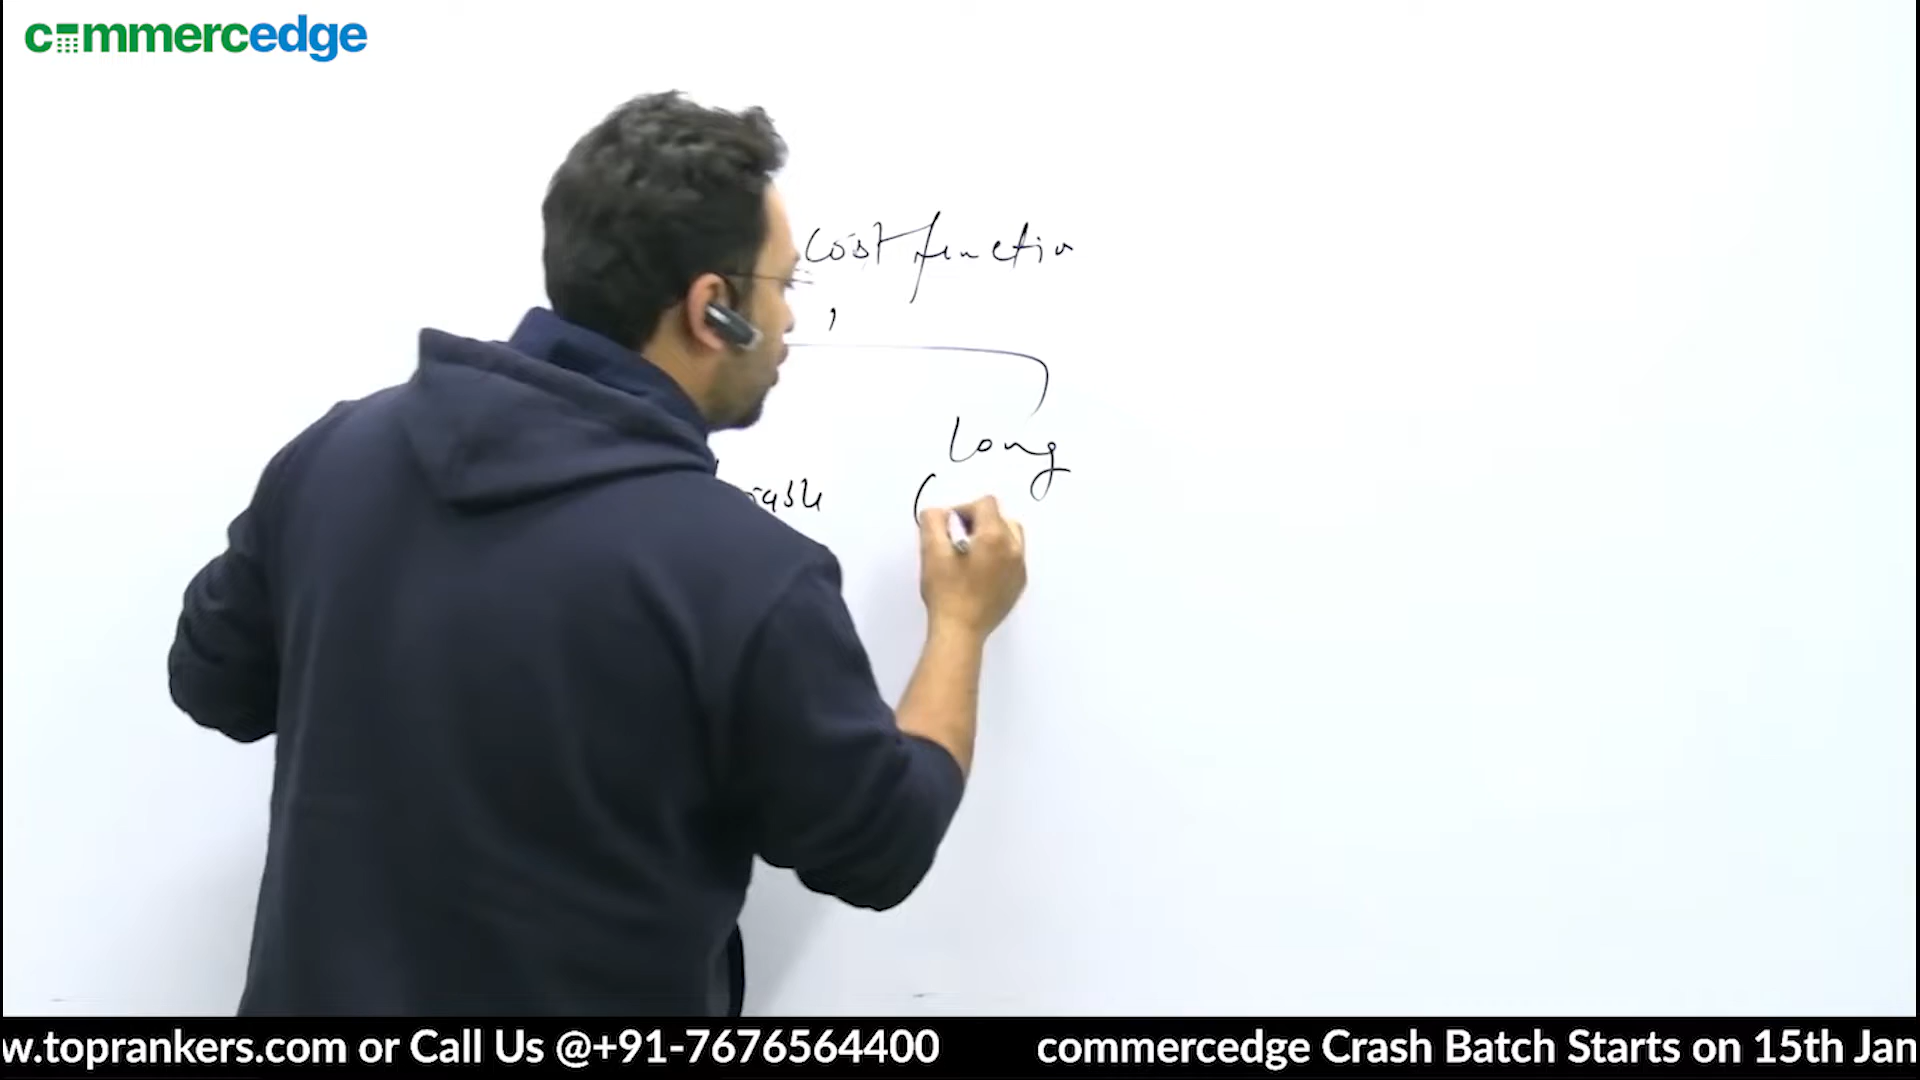 commercedge
Cost function
Long
w.toprankers.com or Call Us @+91-7676564400 commercedge Crash Batch Starts on 15th Jan